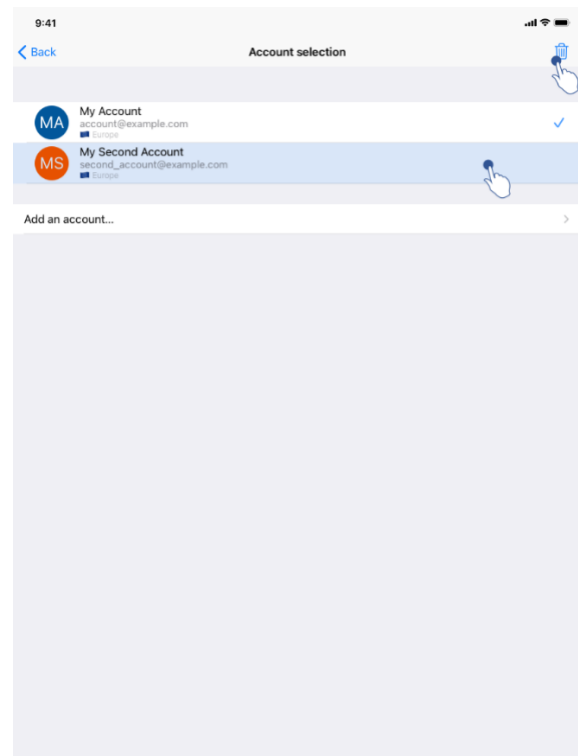 9:41
Back
Account selection
MA
My Account
account@example.com
Europe
MS
My Second Account
second_account@example.com
Europe
Add an account...